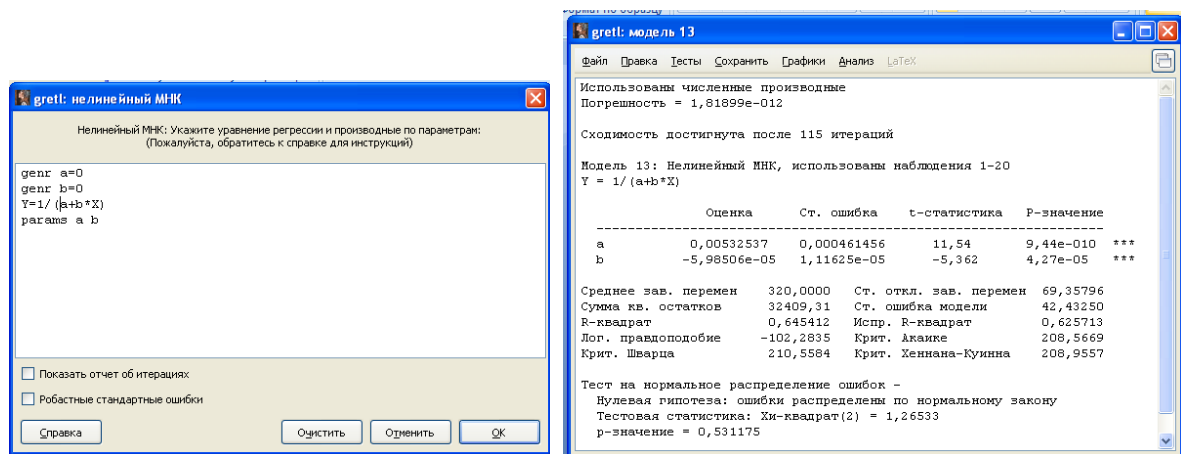 gretl: нелинейный МНК
Нелинейный МНК: Укажите уравнение регрессии и производные по параметрам:
(Пожалуйста, обратитесь к справке для инструкций)
genr a=0
genr b=0
Y=1/(a+b*X)
params a b
Показать отчет об итерациях
Робастные стандартные ошибки
Справка Очистить Отменить OK
gretl: модель 13
Файл Правка Тесты Сохранить Графики Анализ LaTeX
Использованы численные производные
Погрешность = 1,81899e-012
Сходимость достигнута после 115 итераций
Модель 13: Нелинейный МНК, использованы наблюдения 1-20
Y = 1/(a+b*X)
Оценка Ст. ошибка t-статистика P-значение
a 0,00532537 0,000461456 11,54 9,44e-010 ***
b -5,98506e-05 1,11625e-05 -5,362 4,27e-05 ***
Среднее зав. перемен 320,0000 Ст. откл. зав. перемен 69,35796
Сумма кв. остатков 32409,31 Ст. ошибка модели 42,43250
R-квадрат 0,645412 Испр. R-квадрат 0,625713
Лог. правдоподобие -102,2835 Крит. Акаике 208,5669
Крит. Шварца 210,5584 Крит. Хеннана-Куинна 208,9557
Тест на нормальное распределение ошибок -
Нулевая гипотеза: ошибки распределены по нормальному закону
Тестовая статистика: Хи-квадрат(2) = 1,26533
р-значение = 0,531175